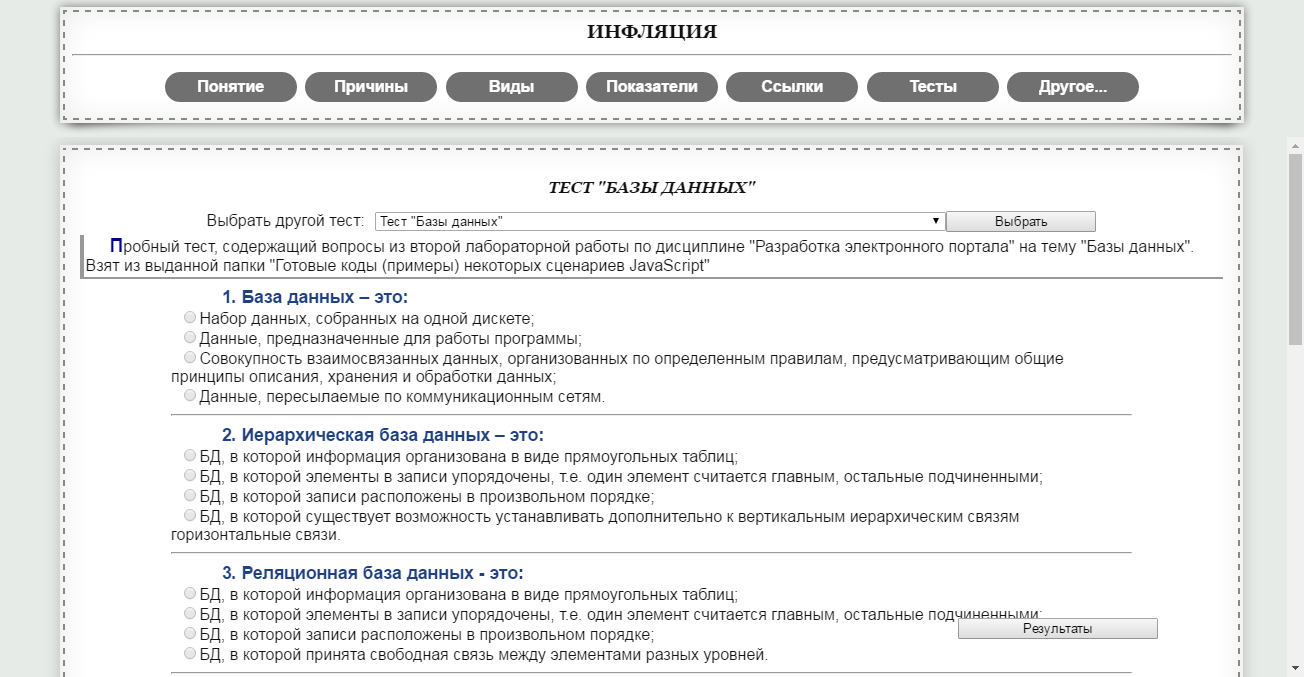 ИНФЛЯЦИЯ
Понятие Причины Виды Показатели Ссылки Тесты Другое...
ТЕСТ "БАЗЫ ДАННЫХ"
Выбрать другой тест: Тест "Базы данных" Выбрать
Пробный тест, содержащий вопросы из второй лабораторной работы по дисциплине "Разработка электронного портала" на тему "Базы данных".
Взят из выданной папки "Готовые коды (примеры) некоторых сценариев JavaScript"
1. База данных – это:
Набор данных, собранных на одной дискете;
Данные, предназначенные для работы программы;
Совокупность взаимосвязанных данных, организованных по определенным правилам, предусматривающим общие
принципы описания, хранения и обработки данных;
Данные, пересылаемые по коммуникационным сетям.
2. Иерархическая база данных – это:
БД, в которой информация организована в виде прямоугольных таблиц;
БД, в которой элементы в записи упорядочены, т.е. один элемент считается главным, остальные подчиненными;
БД, в которой записи расположены в произвольном порядке;
БД, в которой существует возможность устанавливать дополнительно к вертикальным иерархическим связям
горизонтальные связи.
3. Реляционная база данных - это:
БД, в которой информация организована в виде прямоугольных таблиц;
БД, в которой элементы в записи упорядочены, т.е. один элемент считается главным, остальные подчиненными;
БД, в которой записи расположены в произвольном порядке;
Результаты
БД, в которой принята свободная связь между элементами разных уровней.